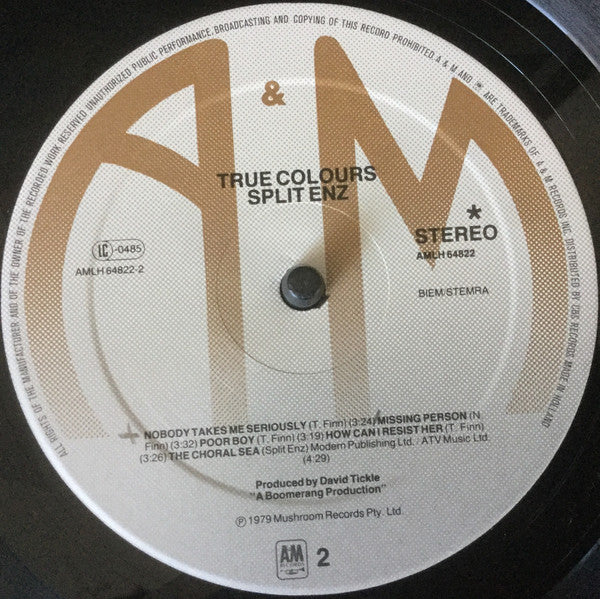 ALL RIGHTS OF THE MANUFACTURER AND OF THE OWNER OF THE RECORDED WORK RESERVED UNAUTHORIZED PUBLIC PERFORMANCE, BROADCASTING AND COPYING OF THIS RECORD PROHIBITED. A & M AND ARE TRADEMARKS OF A & M RECORDS INC. DISTRIBUTED BY CBS RECORDS MADE IN HOLLAND
A & M
TRUE COLOURS
SPLIT ENZ
*
STEREO
AMLH 64822
LC-0485
AMLH 64822-2
BIEM/STEMRA
NOBODY TAKES ME SERIOUSLY (T. Finn) (3:24) MISSING PERSON (N.
Finn) (3:32) POOR BOY (T. Finn) (3:19) HOW CAN I RESIST HER (T. Finn)
(3:26) THE CHORAL SEA (Split Enz) Modern Publishing Ltd. / ATV Music Ltd.
(4:29)
Produced by David Tickle
"A Boomerang Production"
Ⓟ 1979 Mushroom Records Pty. Ltd.
A&M
RECORDS
2